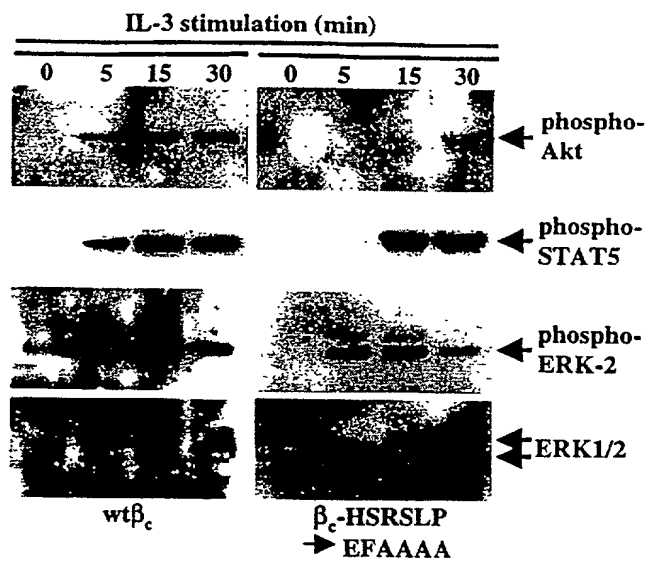 IL-3 stimulation (min)
0 5 15 30 0 5 15 30
phospho-
Akt
phospho-
STAT5
phospho-
ERK-2
ERK1/2
wtβc
βc-HSRSLP
→ EFAAAA